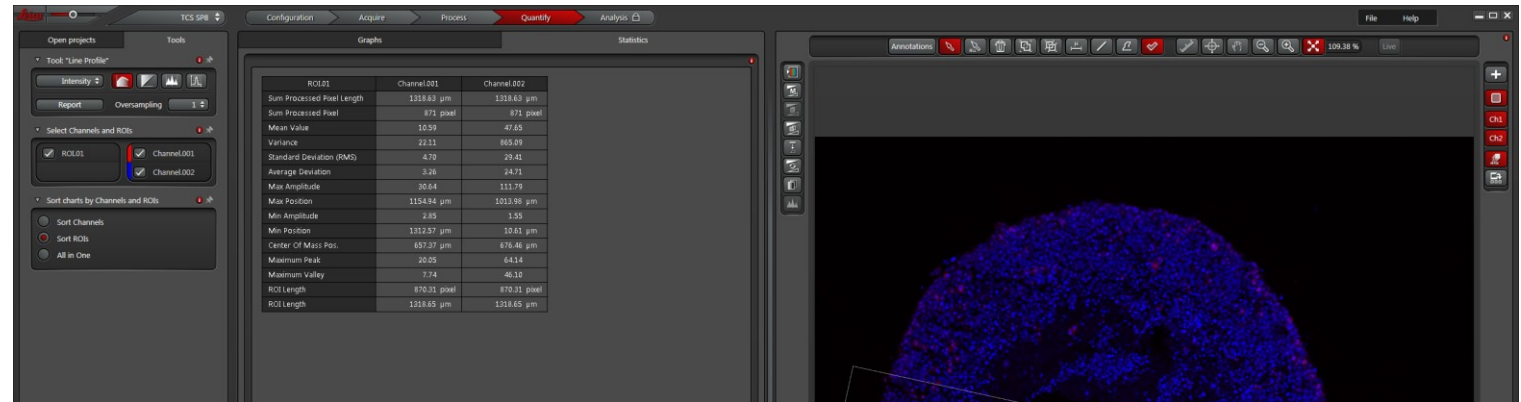 Leica TCS SP8 Configuration Acquire Process Quantify Analysis File Help
Open projects Tools
Tool: "Line Profile"
Intensity
Report Oversampling 1
Select Channels and ROIs
ROI.01 Channel.001
Channel.002
Sort charts by Channels and ROIs
Sort Channels
Sort ROIs
All in One
Graphs Statistics
ROI.01 Channel.001 Channel.002
Sum Processed Pixel Length 1318.63 µm 1318.63 µm
Sum Processed Pixel 871 pixel 871 pixel
Mean Value 10.59 47.65
Variance 22.11 865.09
Standard Deviation (RMS) 4.70 29.41
Average Deviation 3.26 24.71
Max Amplitude 30.64 111.79
Max Position 1154.94 µm 1013.98 µm
Min Amplitude 2.85 1.55
Min Position 1312.57 µm 10.61 µm
Center Of Mass Pos. 657.37 µm 676.46 µm
Maximum Peak 20.05 64.14
Maximum Valley 7.74 46.10
ROI Length 870.31 pixel 870.31 pixel
ROI Length 1318.65 µm 1318.65 µm
Annotations 109.38 % Live
Ch1
Ch2